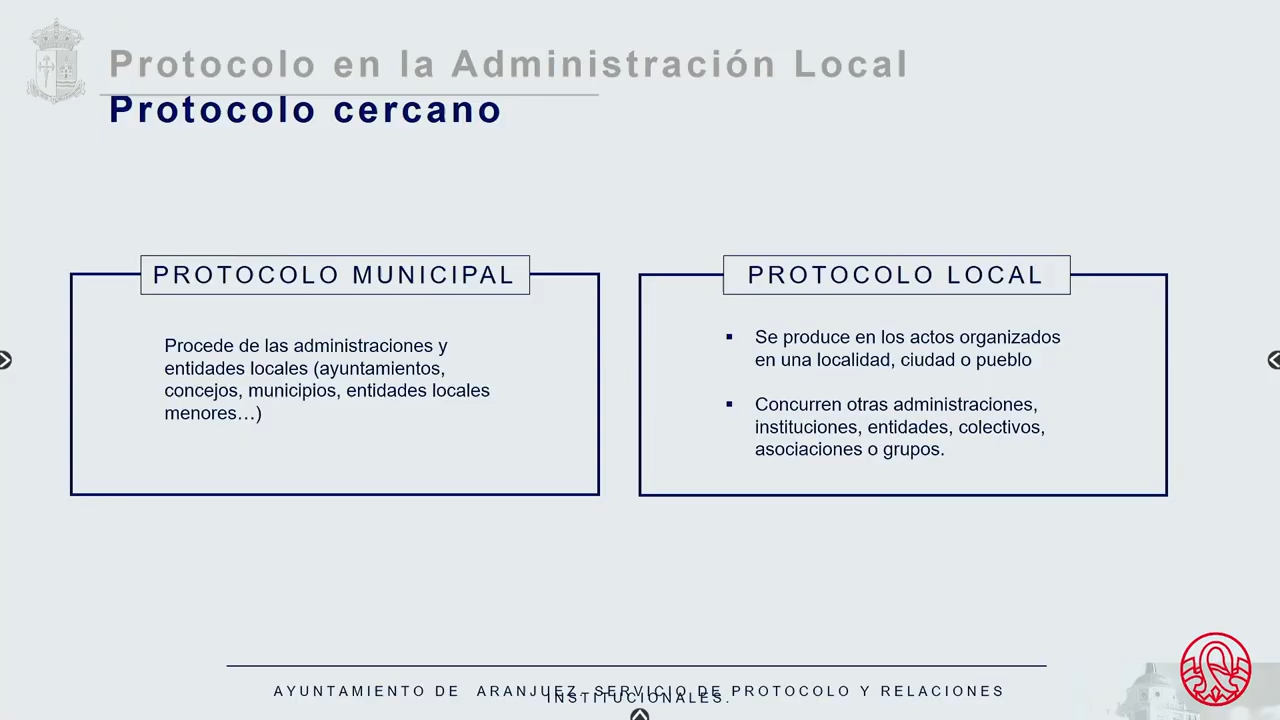 Protocolo en la Administración Local
Protocolo cercano
PROTOCOLO MUNICIPAL
Procede de las administraciones y
entidades locales (ayuntamientos,
concejos, municipios, entidades locales
menores…)
PROTOCOLO LOCAL
▪ Se produce en los actos organizados
en una localidad, ciudad o pueblo
▪ Concurren otras administraciones,
instituciones, entidades, colectivos,
asociaciones o grupos.
AYUNTAMIENTO DE ARANJUEZ. SERVICIO DE PROTOCOLO Y RELACIONES
INSTITUCIONALES.